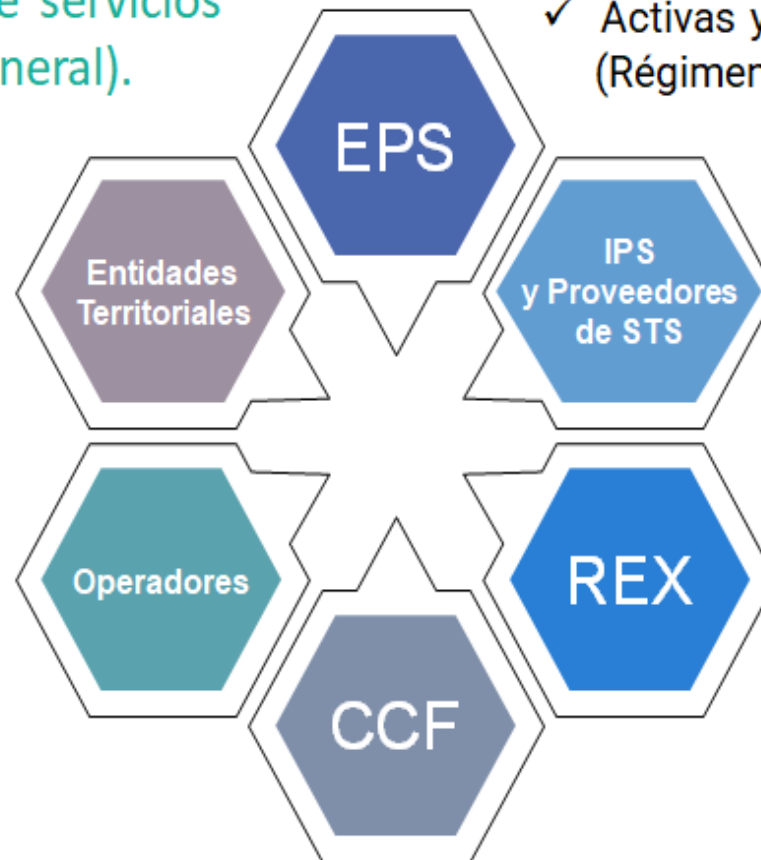 e servicios
neral).
✓ Activas y
(Régimen
EPS
Entidades
Territoriales
IPS
y Proveedores
de STS
Operadores
REX
CCF